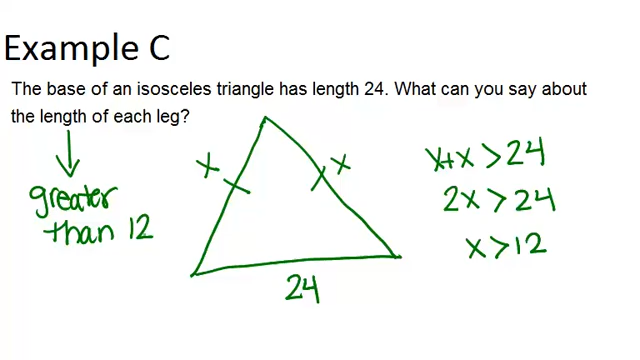 Example C
The base of an isosceles triangle has length 24. What can you say about
the length of each leg?
greater
than 12
x
x
24
x+x > 24
2x > 24
x > 12